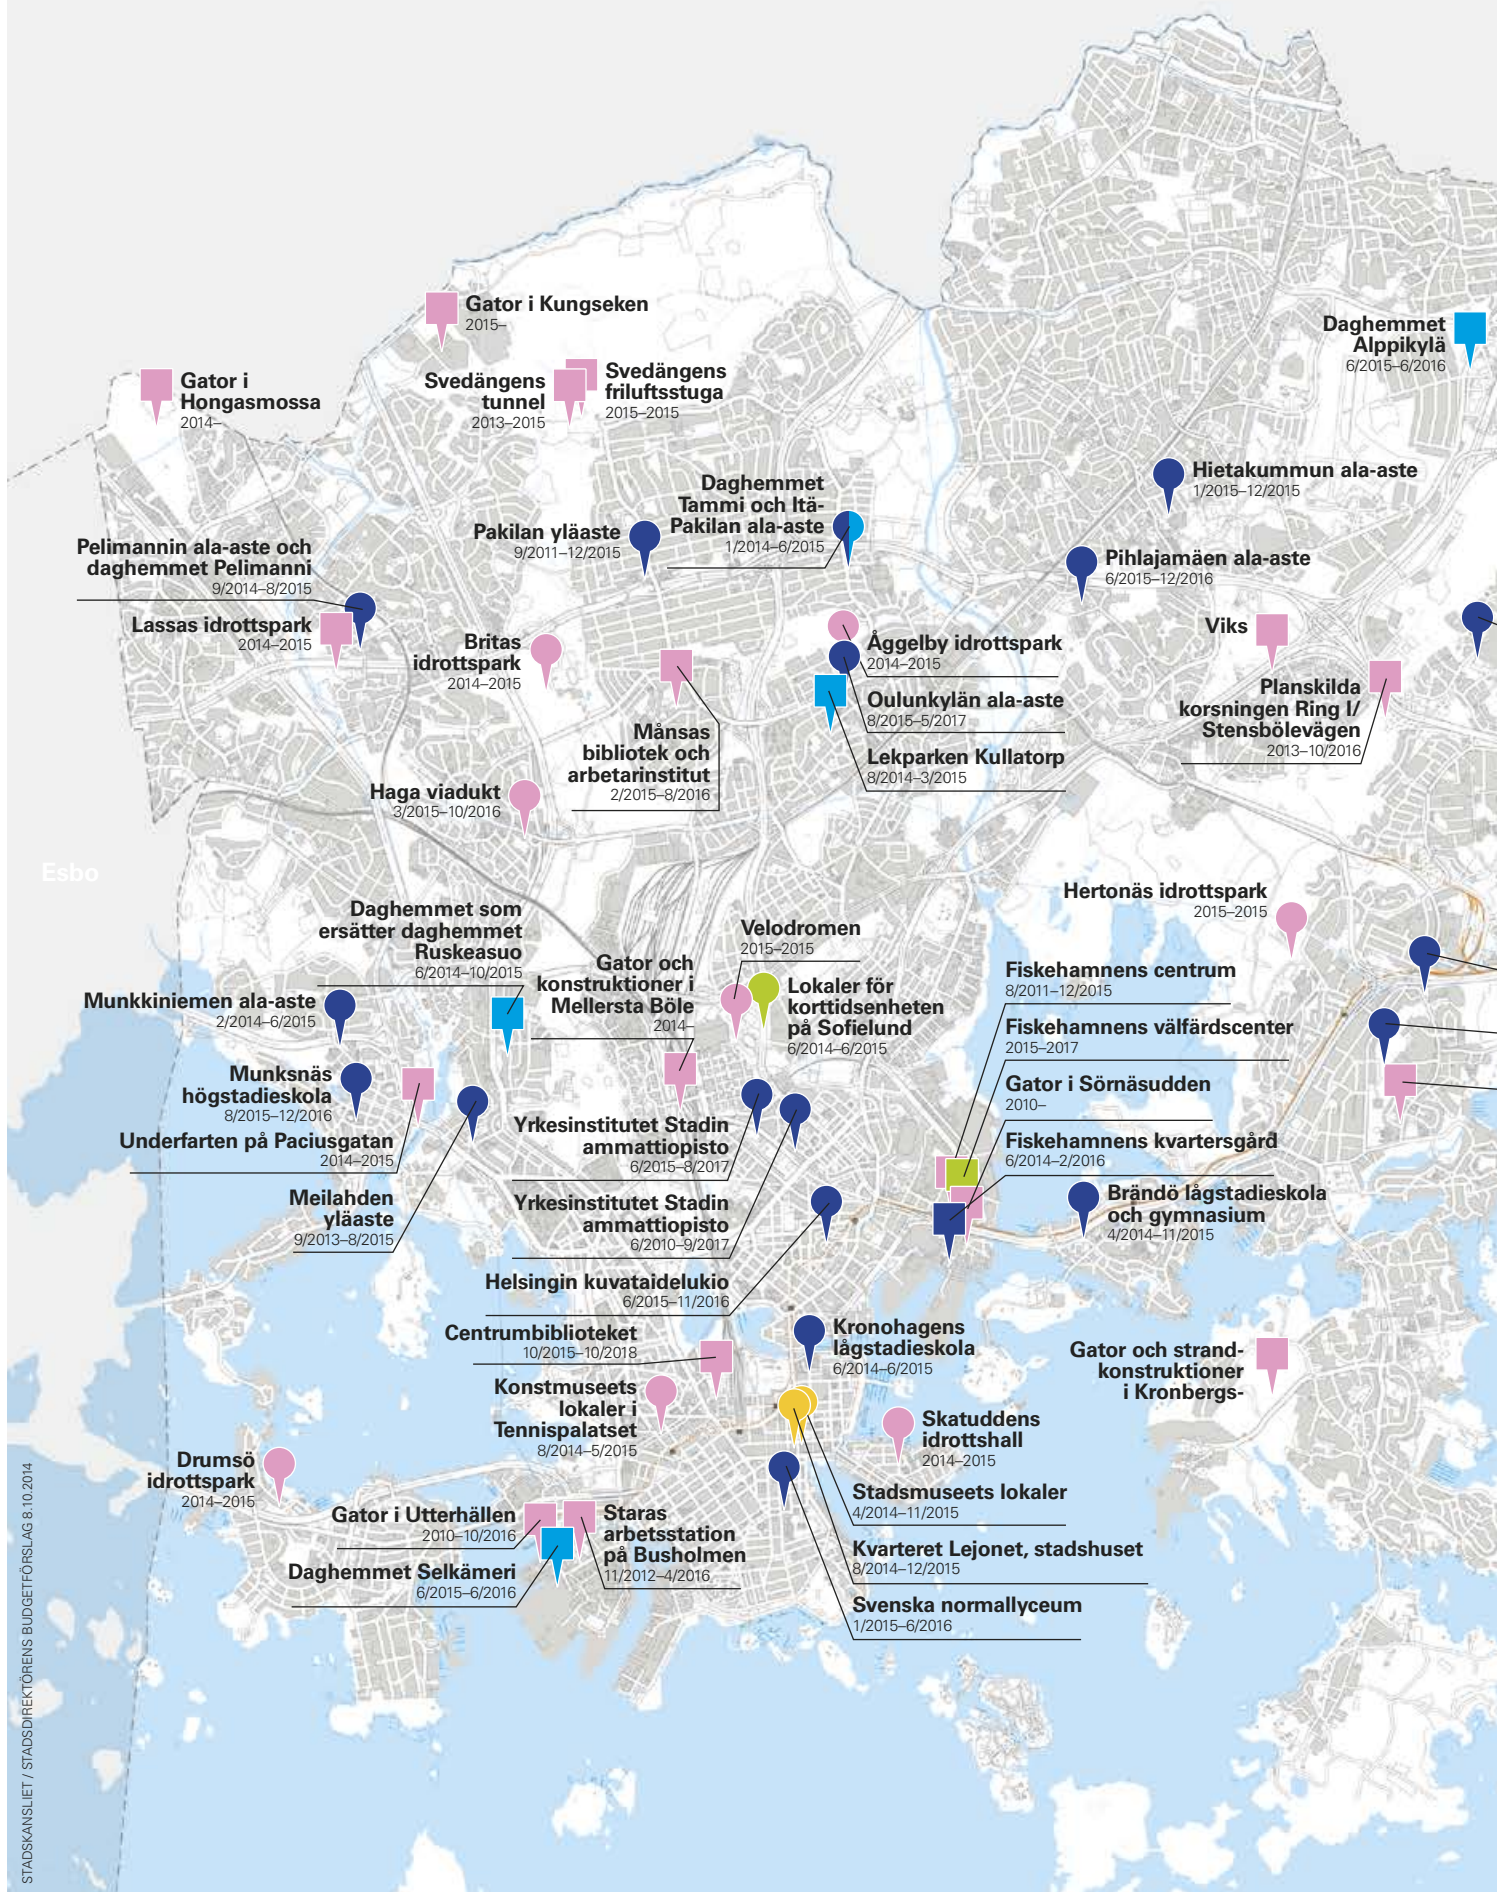 Gator i Kungseken
2015–
Daghemmet
Alppikylä
6/2015–6/2016
Gator i
Hongasmossa
2014–
Svedängens
tunnel
2013–2015
Svedängens
friluftsstuga
2015–2015
Hietakummun ala-aste
1/2015–12/2015
Daghemmet
Tammi och Itä-
Pakilan ala-aste
1/2014–6/2015
Pakilan yläaste
9/2011–12/2015
Pelimannin ala-aste och
daghemmet Pelimanni
9/2014–8/2015
Pihlajamäen ala-aste
6/2015–12/2016
Lassas idrottspark
2014–2015
Britas
idrottspark
2014–2015
Åggelby idrottspark
2014–2015
Viks
Oulunkylän ala-aste
8/2015–5/2017
Planskilda
korsningen Ring I/
Stensbölevägen
2013–10/2016
Månsas
bibliotek och
arbetarinstitut
2/2015–8/2016
Lekparken Kullatorp
8/2014–3/2015
Haga viadukt
3/2015–10/2016
Esbo
Hertonäs idrottspark
2015–2015
Daghemmet som
ersätter daghemmet
Ruskeasuo
6/2014–10/2015
Velodromen
2015–2015
Gator och
konstruktioner i
Mellersta Böle
2014–
Lokaler för
korttidsenheten
på Sofielund
6/2014–6/2015
Fiskehamnens centrum
8/2011–12/2015
Munkkiniemen ala-aste
2/2014–6/2015
Fiskehamnens välfärdscenter
2015–2017
Munksnäs
högstadieskola
8/2015–12/2016
Gator i Sörnäsudden
2010–
Underfarten på Paciusgatan
2014–2015
Yrkesinstitutet Stadin
ammattiopisto
6/2015–8/2017
Fiskehamnens kvartersgård
6/2014–2/2016
Meilahden
yläaste
9/2013–8/2015
Yrkesinstitutet Stadin
ammattiopisto
6/2010–9/2017
Brändö lågstadieskola
och gymnasium
4/2014–11/2015
Helsingin kuvataidelukio
6/2015–11/2016
Centrumbiblioteket
10/2015–10/2018
Kronohagens
lågstadieskola
6/2014–6/2015
Gator och strand-
konstruktioner
i Kronbergs-
Konstmuseets
lokaler i
Tennispalatset
8/2014–5/2015
Skatuddens
idrottshall
2014–2015
Drumsö
idrottspark
2014–2015
Stadsmuseets lokaler
4/2014–11/2015
Gator i Utterhällen
2010–10/2016
Staras
arbetsstation
på Busholmen
11/2012–4/2016
Kvarteret Lejonet, stadshuset
8/2014–12/2015
Daghemmet Selkämeri
6/2015–6/2016
Svenska normallyceum
1/2015–6/2016
STADSKANSLIET / STADSDIREKTÖRENS BUDGETFÖRSLAG 8.10.2014